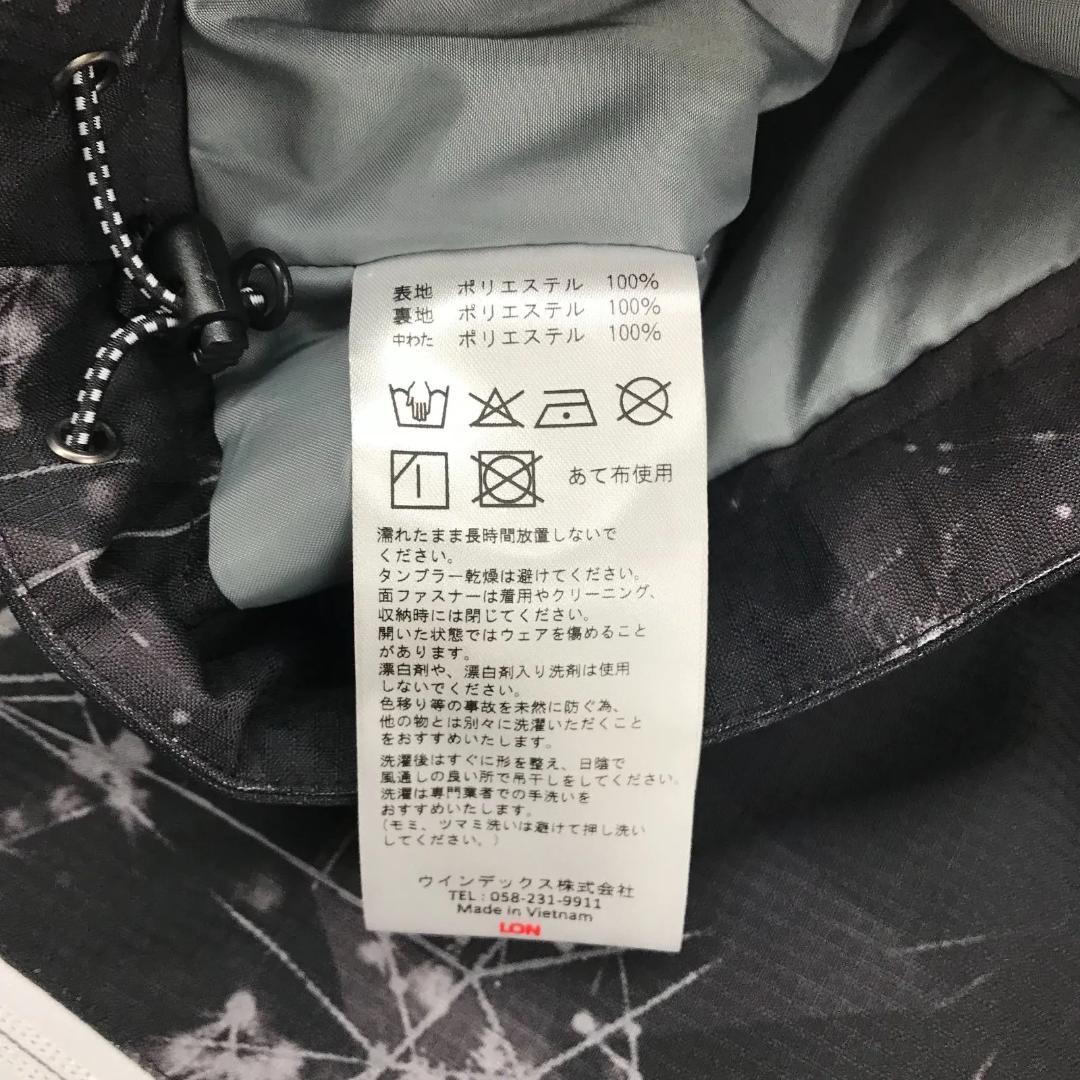 表地 ポリエステル 100%
裏地 ポリエステル 100%
中わた ポリエステル 100%
あて布使用
濡れたまま長時間放置しないで
ください。
タンブラー乾燥は避けてください。
面ファスナーは着用やクリーニング、
収納時には閉じてください。
開いた状態ではウェアを傷めること
があります。
漂白剤や、漂白剤入り洗剤は使用
しないでください。
色移り等の事故を未然に防ぐ為、
他の物とは別々に洗濯いただくこと
をおすすめいたします。
洗濯後はすぐに形を整え、日陰で
風通しの良い所で吊干しをしてください。
洗濯は専門業者での手洗いを
おすすめいたします。
(モミ、ツマミ洗いは避けて押し洗い
してください。)
ウインデックス株式会社
TEL：058-231-9911
Made in Vietnam
LON